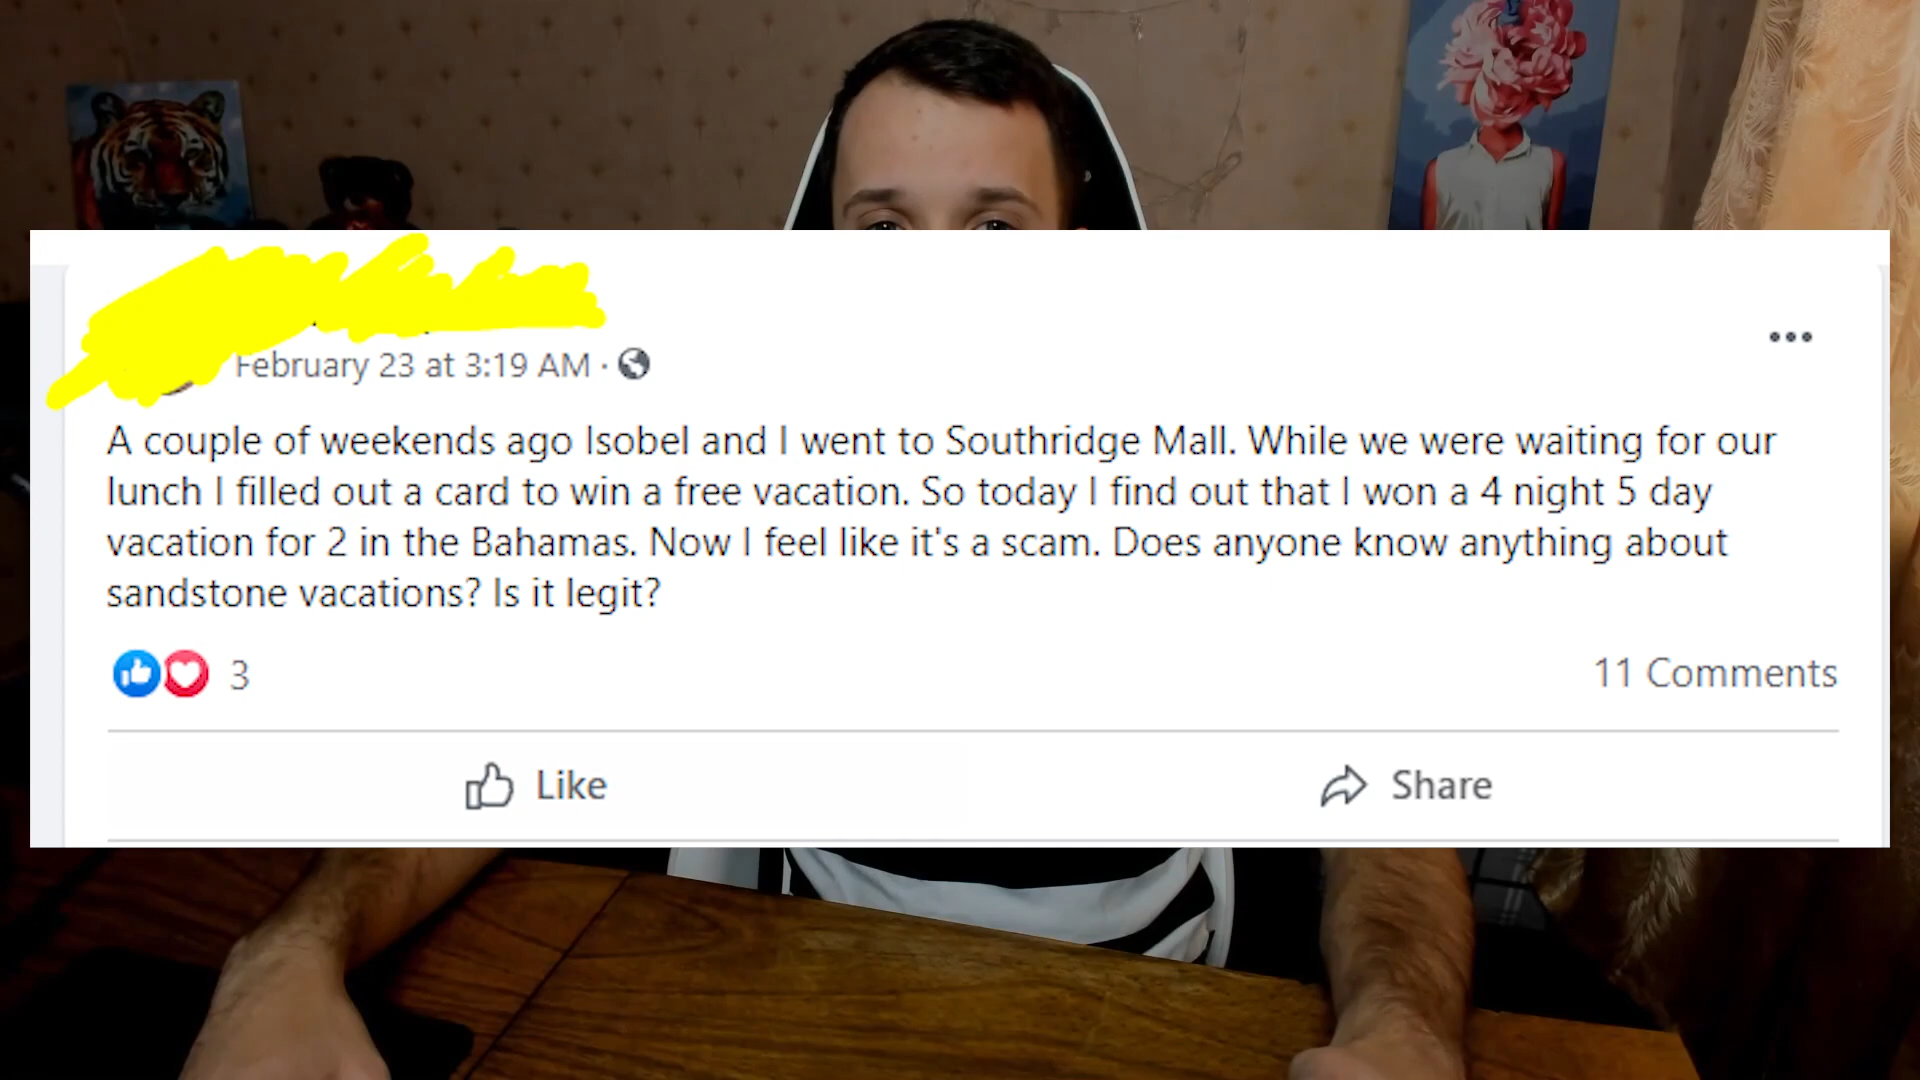 February 23 at 3:19 AM ·
A couple of weekends ago Isobel and I went to Southridge Mall. While we were waiting for our
lunch I filled out a card to win a free vacation. So today I find out that I won a 4 night 5 day
vacation for 2 in the Bahamas. Now I feel like it's a scam. Does anyone know anything about
sandstone vacations? Is it legit?
3
11 Comments
Like
Share